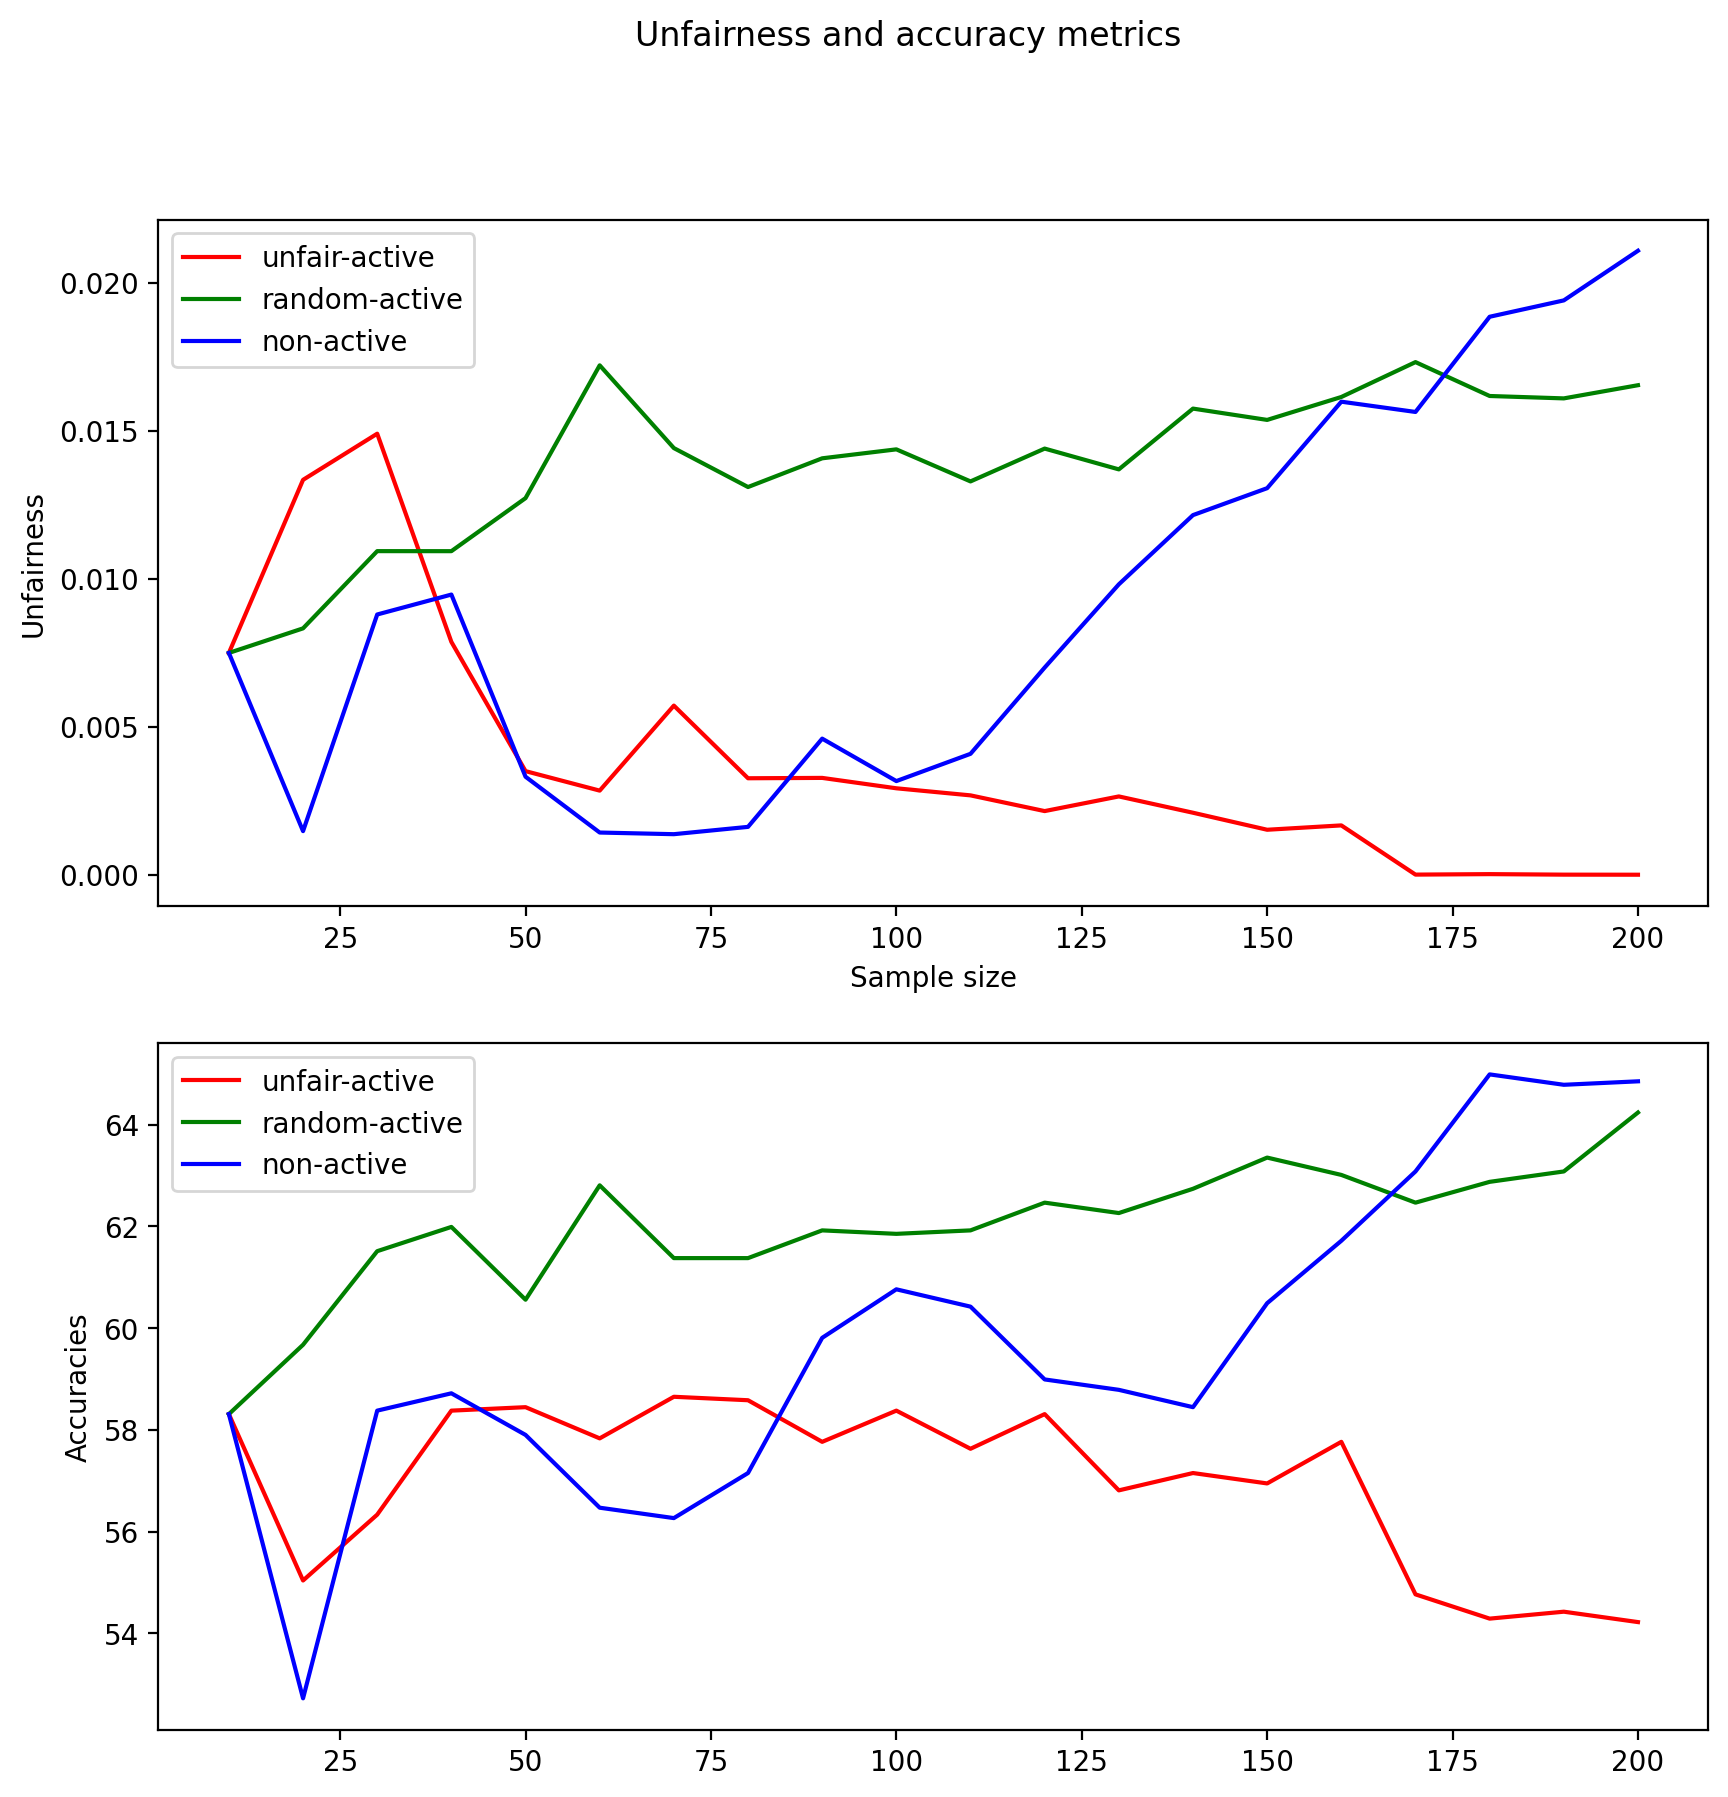 Unfairness and accuracy metrics
unfair-active
random-active
non-active
0.020
0.015
0.010
0.005
0.000
Unfairness
25 50 75 100 125 150 175 200
Sample size
unfair-active
random-active
non-active
64
62
60
58
56
54
Accuracies
25 50 75 100 125 150 175 200